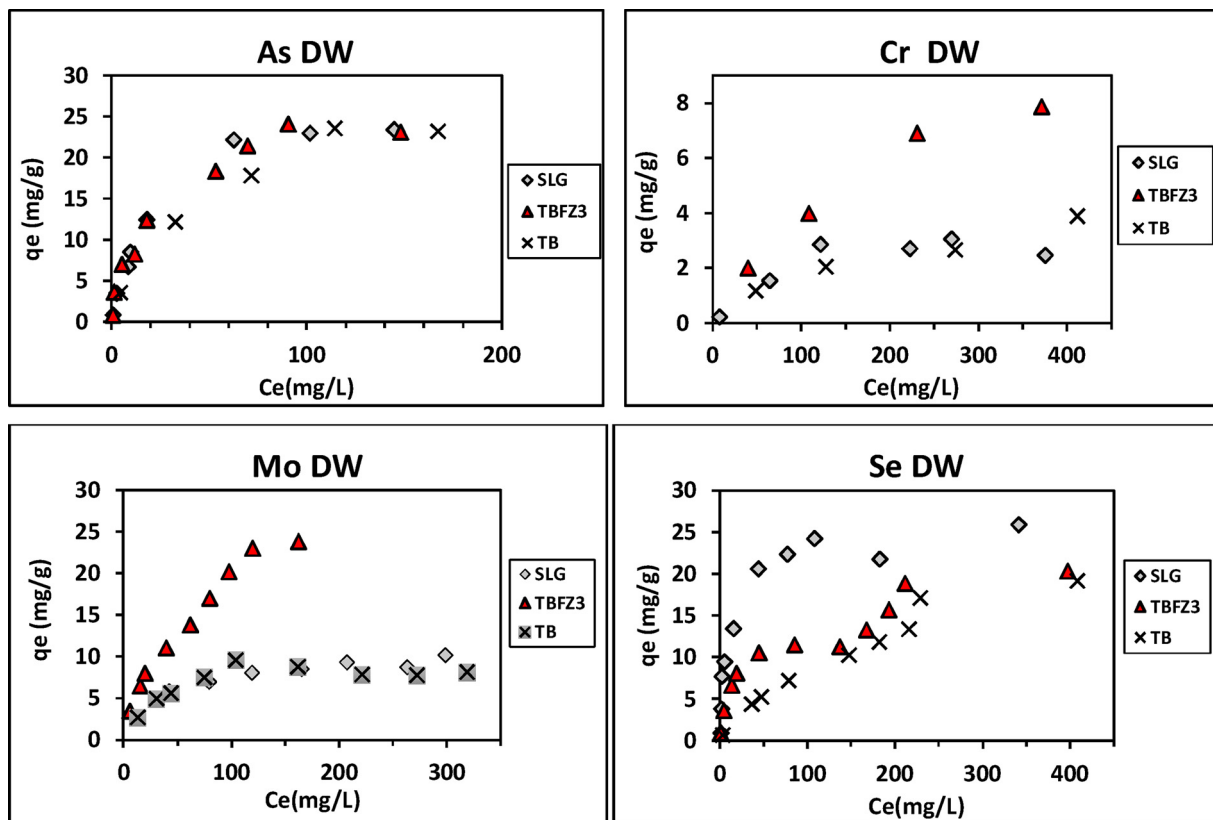 As DW
30
25
20
15
10
5
0
qe (mg/g)
0 100 200
Ce(mg/L)
SLG
TBFZ3
TB
Cr DW
8
6
4
2
0
qe (mg/g)
0 100 200 300 400
Ce(mg/L)
SLG
TBFZ3
TB
Mo DW
30
25
20
15
10
5
0
qe (mg/g)
0 100 200 300
Ce(mg/L)
SLG
TBFZ3
TB
Se DW
30
25
20
15
10
5
0
qe (mg/g)
0 100 200 300 400
Ce(mg/L)
SLG
TBFZ3
TB